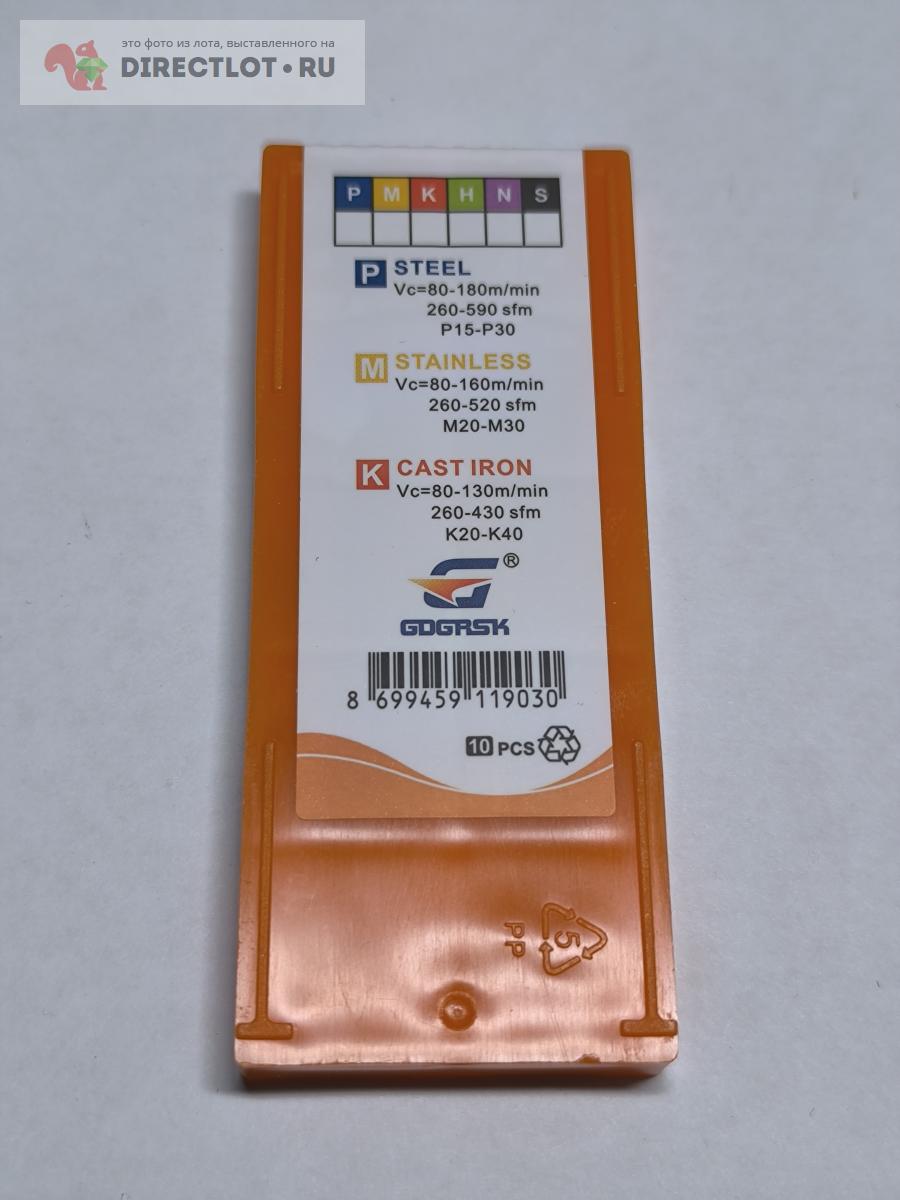 это фото из лота, выставленного на
DIRECTLOT•RU
P M K H N S
P STEEL
Vc=80-180m/min
260-590 sfm
P15-P30
M STAINLESS
Vc=80-160m/min
260-520 sfm
M20-M30
K CAST IRON
Vc=80-130m/min
260-430 sfm
K20-K40
G®
GDGRSK
8 699459 119030
10 PCS
5
PP